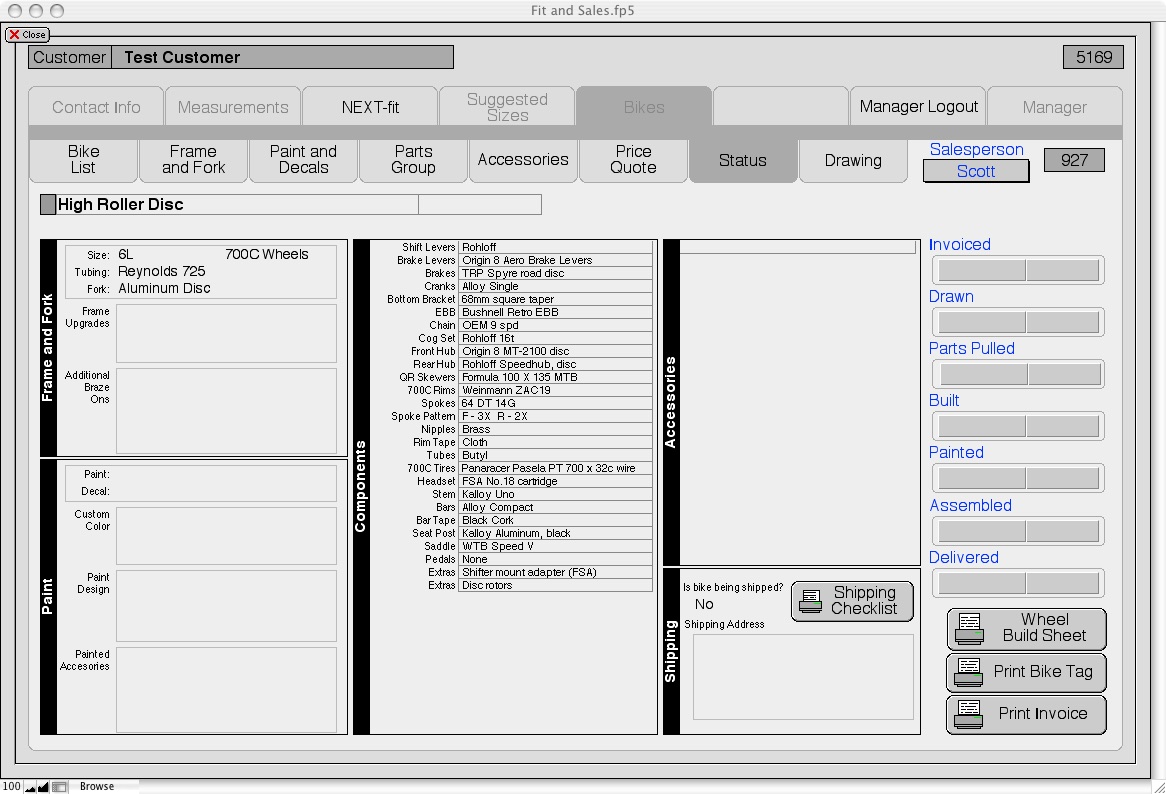 Fit and Sales.fp5
Close
Customer Test Customer 5169
Contact Info Measurements NEXT-fit Suggested Sizes Bikes Manager Logout Manager
Bike List Frame and Fork Paint and Decals Parts Group Accessories Price Quote Status Drawing
Salesperson
Scott
927
High Roller Disc
Frame and Fork
Size: 6L 700C Wheels
Tubing: Reynolds 725
Fork: Aluminum Disc
Frame
Upgrades
Additional
Braze
Ons
Paint
Paint:
Decal:
Custom
Color
Paint
Design
Painted
Accesories
Components
Shift Levers Rohloff
Brake Levers Origin 8 Aero Brake Levers
Brakes TRP Spyre road disc
Cranks Alloy Single
Bottom Bracket 68mm square taper
EBB Bushnell Retro EBB
Chain OEM 9 spd
Cog Set Rohloff 16t
Front Hub Origin 8 MT-2100 disc
Rear Hub Rohloff Speedhub, disc
QR Skewers Formula 100 X 135 MTB
700C Rims Weinmann ZAC19
Spokes 64 DT 14G
Spoke Pattern F - 3X R - 2X
Nipples Brass
Rim Tape Cloth
Tubes Butyl
700C Tires Panaracer Pasela PT 700 x 32c wire
Headset FSA No.18 cartridge
Stem Kalloy Uno
Bars Alloy Compact
Bar Tape Black Cork
Seat Post Kalloy Aluminum, black
Saddle WTB Speed V
Pedals None
Extras Shifter mount adapter (FSA)
Extras Disc rotors
Accessories
Shipping
Is bike being shipped?
No
Shipping
Checklist
Shipping Address
Invoiced
Drawn
Parts Pulled
Built
Painted
Assembled
Delivered
Wheel
Build Sheet
Print Bike Tag
Print Invoice
100 Browse